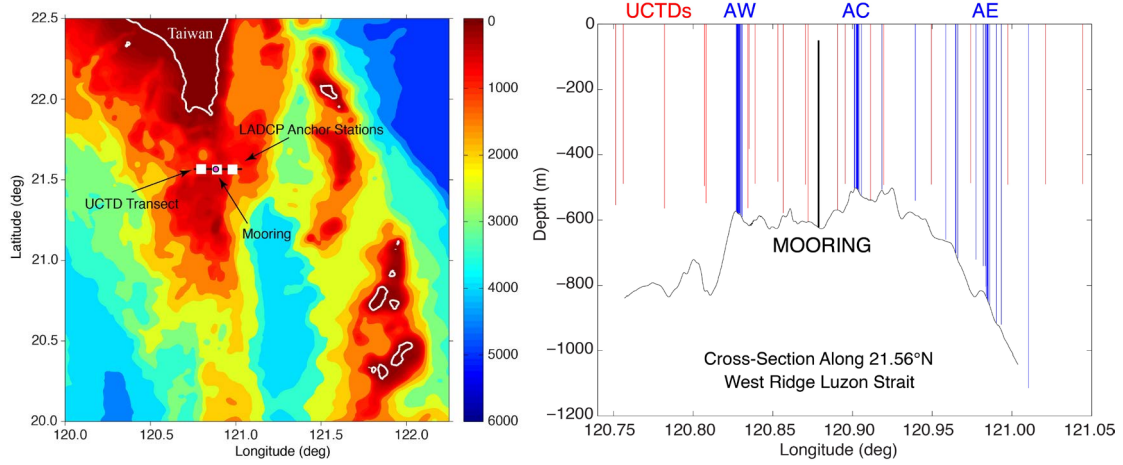 22.5
22.0
21.5
21.0
20.5
20.0
Latitude (deg)
120.0
120.5
121.0
121.5
122.0
Longitude (deg)
Taiwan
LADCP Anchor Stations
UCTD Transect
Mooring
0
1000
2000
3000
4000
5000
6000
UCTDs
AW
AC
AE
0
−200
−400
−600
−800
−1000
−1200
Depth (m)
MOORING
Cross-Section Along 21.56°N
West Ridge Luzon Strait
120.75
120.80
120.85
120.90
120.95
121.00
121.05
Longitude (deg)